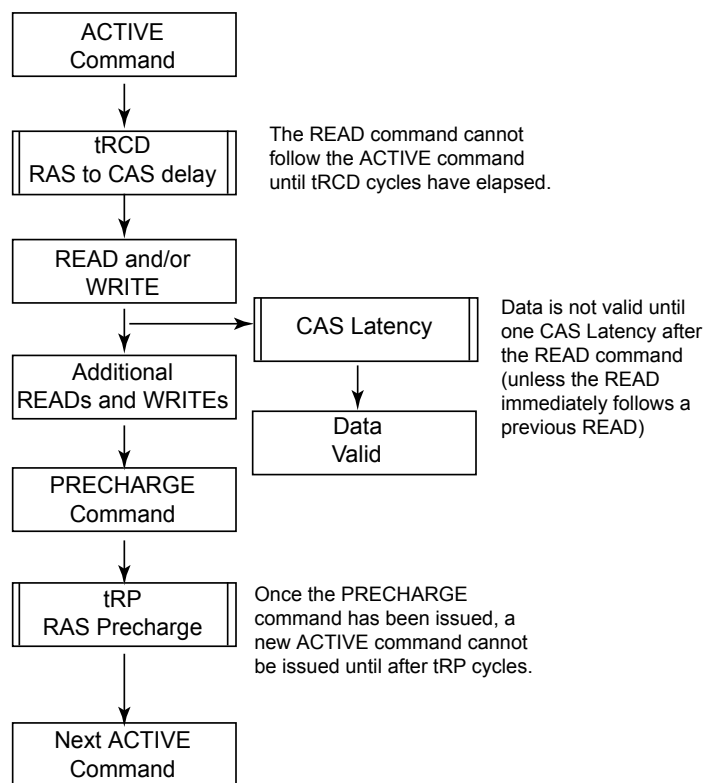 ACTIVE
Command
tRCD
RAS to CAS delay
The READ command cannot
follow the ACTIVE command
until tRCD cycles have elapsed.
READ and/or
WRITE
CAS Latency
Data is not valid until
one CAS Latency after
the READ command
(unless the READ
immediately follows a
previous READ)
Additional
READs and WRITEs
Data
Valid
PRECHARGE
Command
tRP
RAS Precharge
Once the PRECHARGE
command has been issued, a
new ACTIVE command cannot
be issued until after tRP cycles.
Next ACTIVE
Command